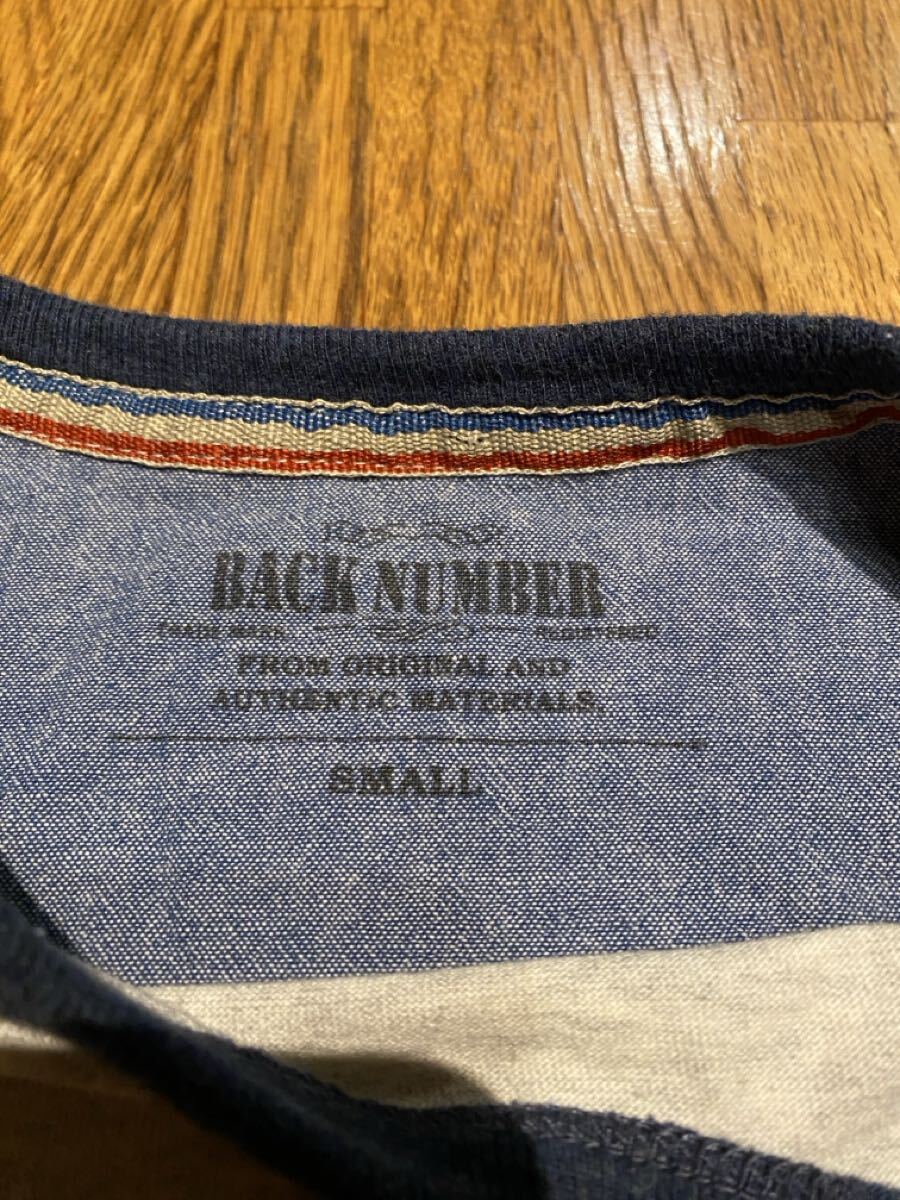 BACK NUMBER
TRADE MARK REGISTERED
FROM ORIGINAL AND
AUTHENTIC MATERIALS.
SMALL